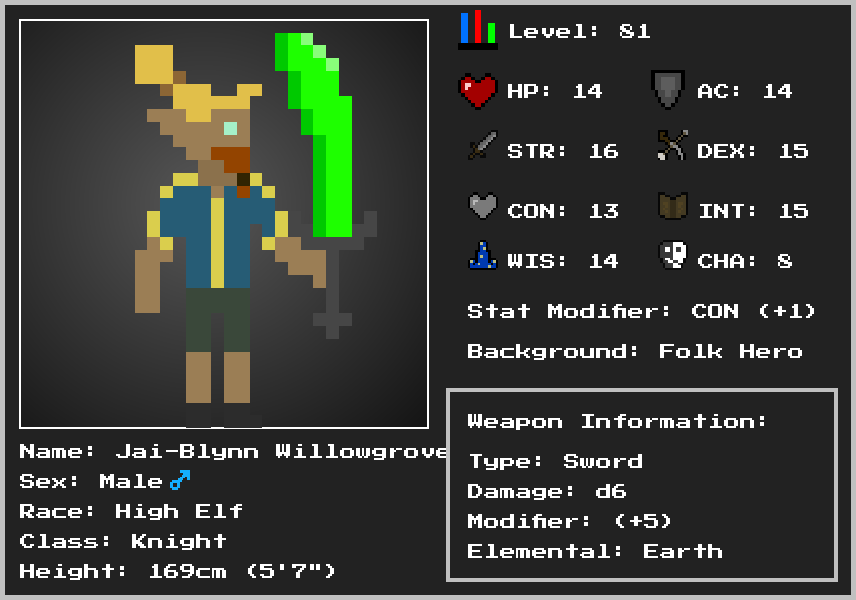 Level: 81
HP: 14
AC: 14
STR: 16
DEX: 15
CON: 13
INT: 15
WIS: 14
CHA: 8
Stat Modifier: CON (+1)
Background: Folk Hero
Weapon Information:
Type: Sword
Damage: d6
Modifier: (+5)
Elemental: Earth
Name: Jai-Blynn Willowgrove
Sex: Male♂
Race: High Elf
Class: Knight
Height: 169cm (5'7")